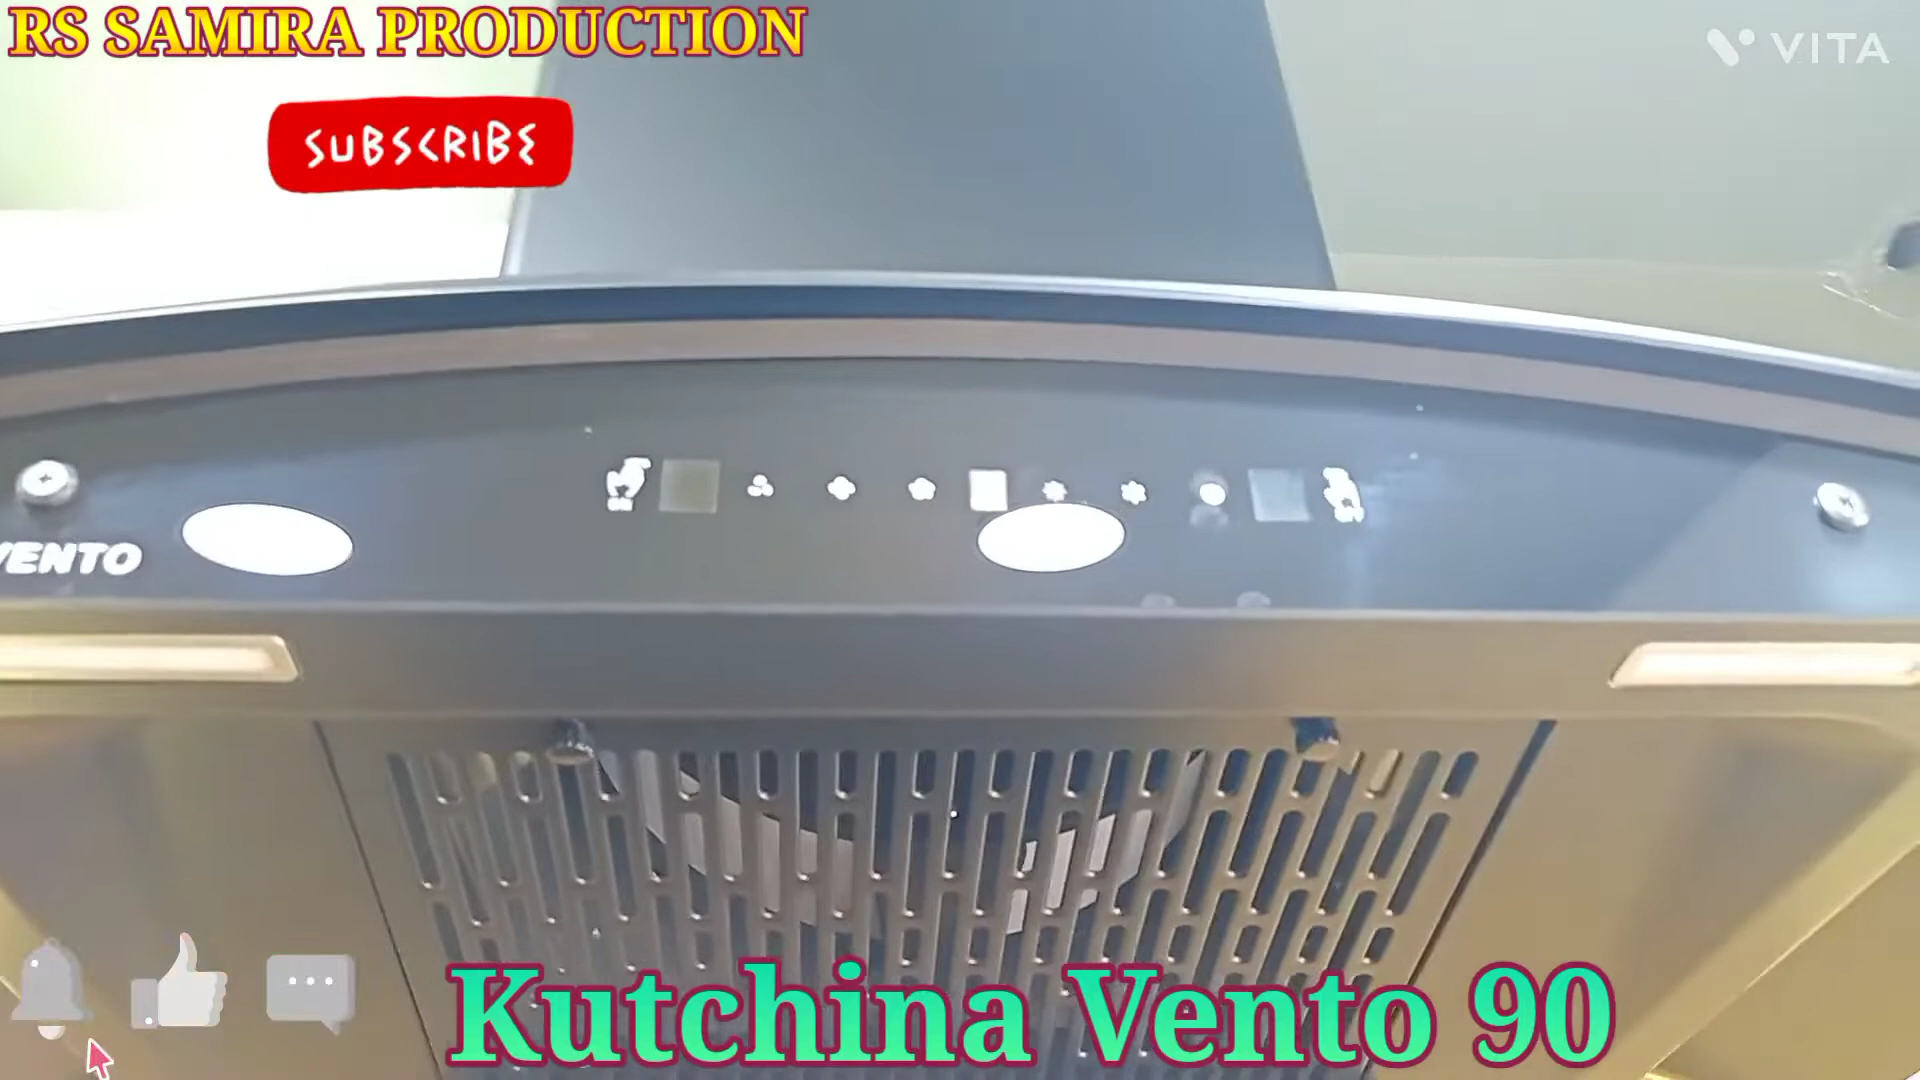 RS SAMIRA PRODUCTION
VITA
SUBSCRIBE
VENTO
Kutchina Vento 90